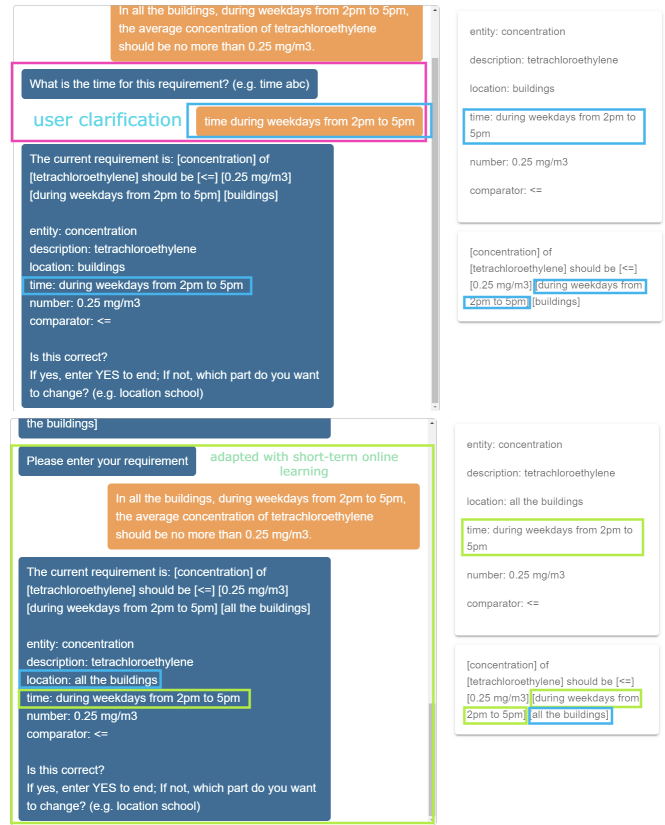 In all the buildings, during weekdays from 2pm to 5pm,
the average concentration of tetrachloroethylene
should be no more than 0.25 mg/m3.
What is the time for this requirement? (e.g. time abc)
user clarification
time during weekdays from 2pm to 5pm
The current requirement is: [concentration] of
[tetrachloroethylene] should be [<=] [0.25 mg/m3]
[during weekdays from 2pm to 5pm] [buildings]
entity: concentration
description: tetrachloroethylene
location: buildings
time: during weekdays from 2pm to 5pm
number: 0.25 mg/m3
comparator: <=
Is this correct?
If yes, enter YES to end; If not, which part do you want
to change? (e.g. location school)
entity: concentration
description: tetrachloroethylene
location: buildings
time: during weekdays from 2pm to
5pm
number: 0.25 mg/m3
comparator: <=
[concentration] of
[tetrachloroethylene] should be [<=]
[0.25 mg/m3] [during weekdays from
2pm to 5pm] [buildings]
the buildings]
Please enter your requirement
adapted with short-term online
learning
In all the buildings, during weekdays from 2pm to 5pm,
the average concentration of tetrachloroethylene
should be no more than 0.25 mg/m3.
The current requirement is: [concentration] of
[tetrachloroethylene] should be [<=] [0.25 mg/m3]
[during weekdays from 2pm to 5pm] [all the buildings]
entity: concentration
description: tetrachloroethylene
location: all the buildings
time: during weekdays from 2pm to 5pm
number: 0.25 mg/m3
comparator: <=
Is this correct?
If yes, enter YES to end; If not, which part do you want
to change? (e.g. location school)
entity: concentration
description: tetrachloroethylene
location: all the buildings
time: during weekdays from 2pm to
5pm
number: 0.25 mg/m3
comparator: <=
[concentration] of
[tetrachloroethylene] should be [<=]
[0.25 mg/m3] [during weekdays from
2pm to 5pm] [all the buildings]